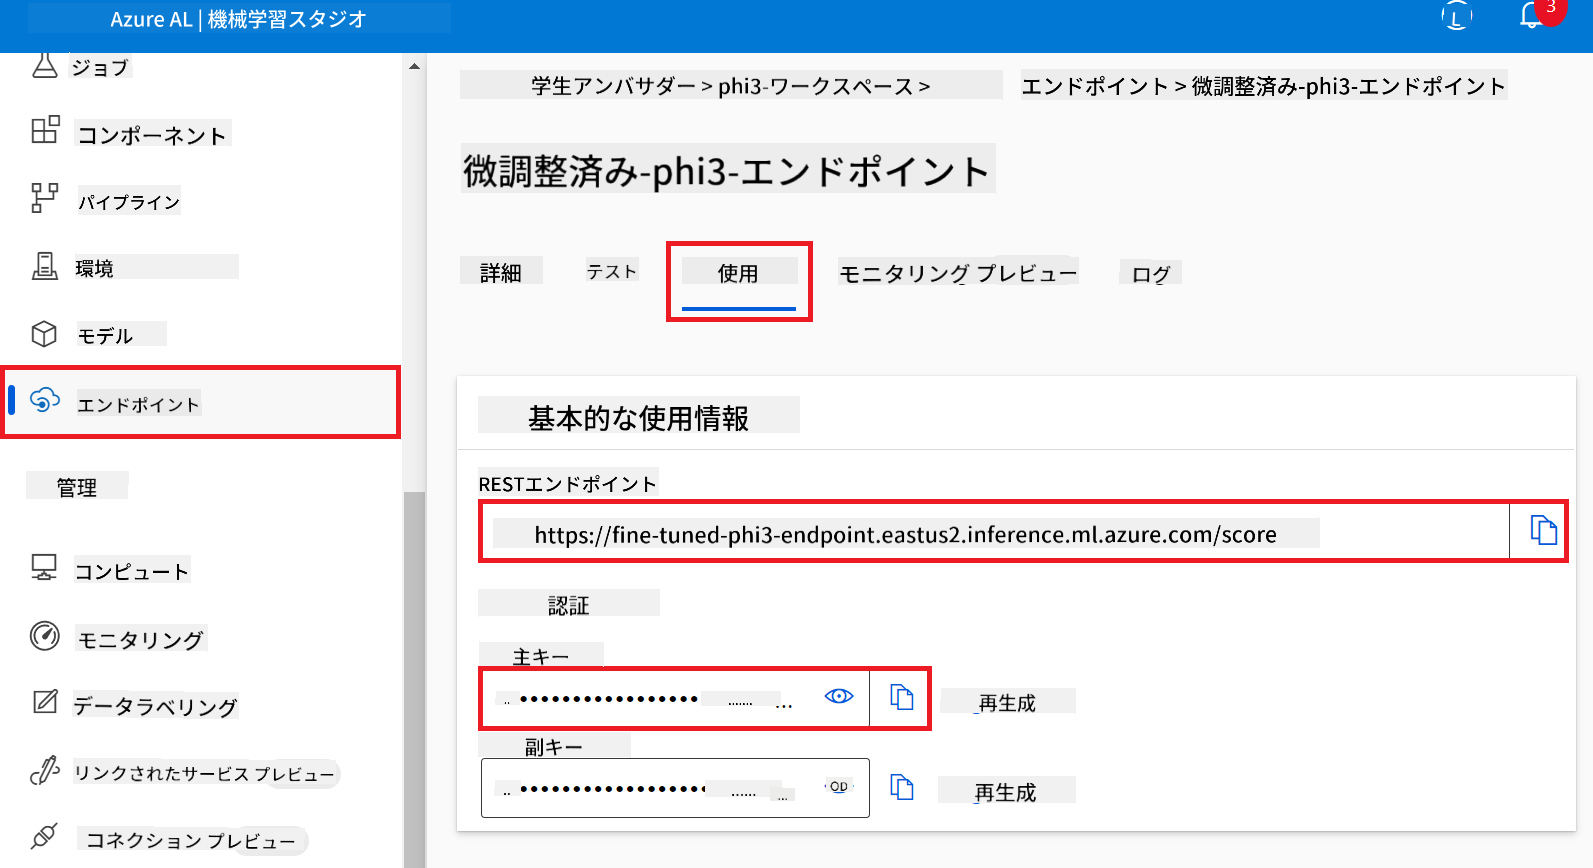 Azure AL | 機械学習スタジオ
3
ジョブ
コンポーネント
パイプライン
環境
モデル
エンドポイント
管理
コンピュート
モニタリング
データラベリング
リンクされたサービス プレビュー
コネクション プレビュー
学生アンバサダー > phi3-ワークスペース > エンドポイント > 微調整済み-phi3-エンドポイント
微調整済み-phi3-エンドポイント
詳細 テスト 使用 モニタリング プレビュー ログ
基本的な使用情報
RESTエンドポイント
https://fine-tuned-phi3-endpoint.eastus2.inference.ml.azure.com/score
認証
主キー
再生成
副キー
OD
再生成